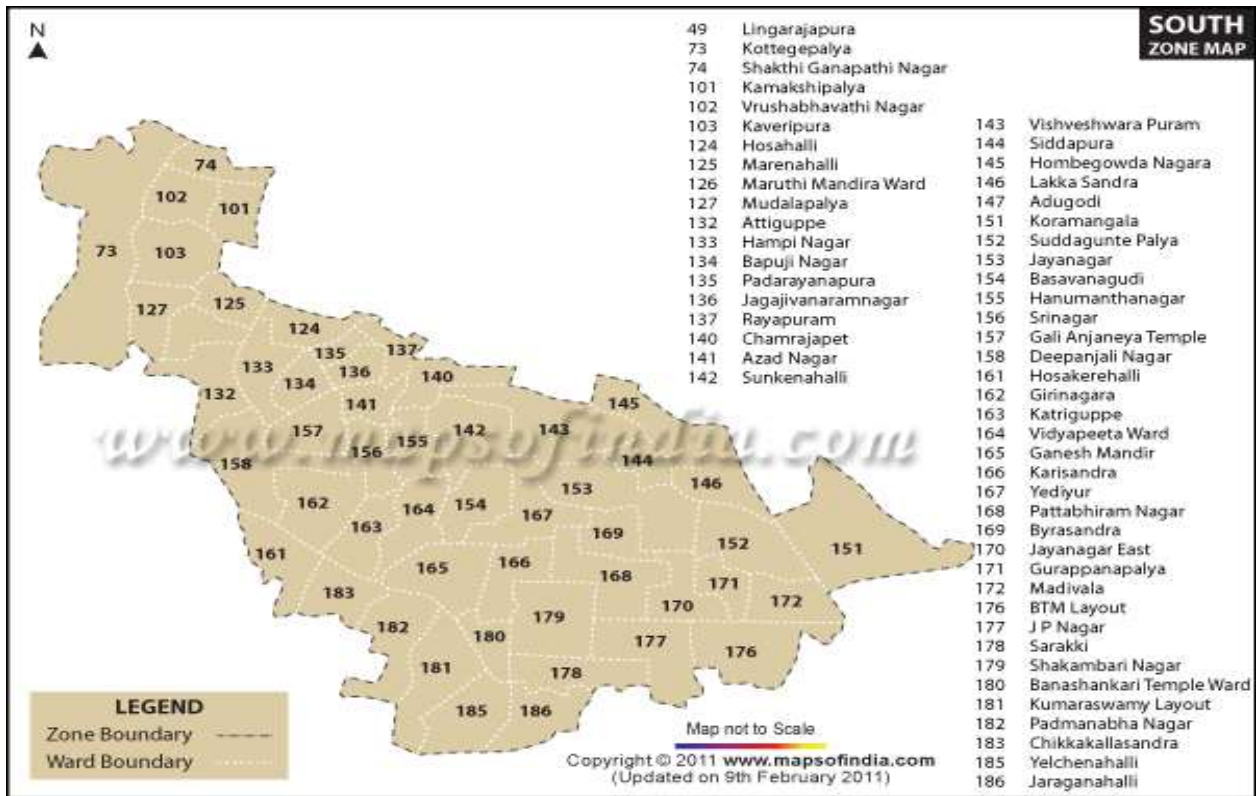 N
SOUTH
ZONE MAP
49 Lingarajapura
73 Kottegepalya
74 Shakthi Ganapathi Nagar
101 Kamakshipalya
102 Vrushabhavathi Nagar
103 Kaveripura
124 Hosahalli
125 Marenahalli
126 Maruthi Mandira Ward
127 Mudalapalya
132 Attiguppe
133 Hampi Nagar
134 Bapuji Nagar
135 Padarayanapura
136 Jagajivanaramnagar
137 Rayapuram
140 Chamrajapet
141 Azad Nagar
142 Sunkenahalli
143 Vishveshwara Puram
144 Siddapura
145 Hombegowda Nagara
146 Lakka Sandra
147 Adugodi
151 Koramangala
152 Suddagunte Palya
153 Jayanagar
154 Basavanagudi
155 Hanumanthanagar
156 Srinagar
157 Gali Anjaneya Temple
158 Deepanjali Nagar
161 Hosakerehalli
162 Girinagara
163 Katriguppe
164 Vidyapeeta Ward
165 Ganesh Mandir
166 Karisandra
167 Yediyur
168 Pattabhiram Nagar
169 Byrasandra
170 Jayanagar East
171 Gurappanapalya
172 Madivala
176 BTM Layout
177 J P Nagar
178 Sarakki
179 Shakambari Nagar
180 Banashankari Temple Ward
181 Kumaraswamy Layout
182 Padmanabha Nagar
183 Chikkakallasandra
185 Yelchenahalli
186 Jaraganahalli
74
102
101
73
103
127
125
124
135
137
133
136
134
140
132
141
145
157
142
143
155
156
158
144
146
153
162
164
154
167
163
169
152
151
161
166
165
168
171
183
172
170
179
182
180
177
176
181
178
185
186
www.mapsofindia.com
LEGEND
Zone Boundary
Ward Boundary
Map not to Scale
Copyright © 2011 www.mapsofindia.com
(Updated on 9th February 2011)